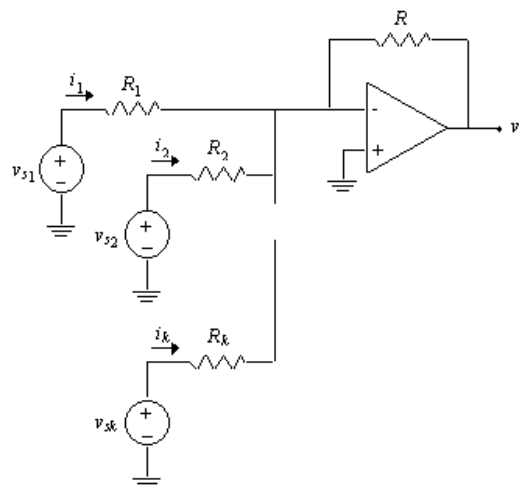 R
i1 R1
-
v
+
i2 R2
+
vs1
-
+
vs2
-
ik Rk
+
vsk
-